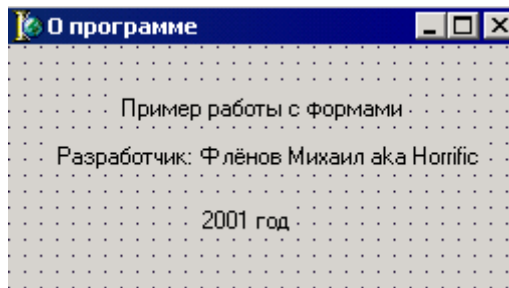 О программе
Пример работы с формами
Разработчик: Флёнов Михаил aka Horrific
2001 год